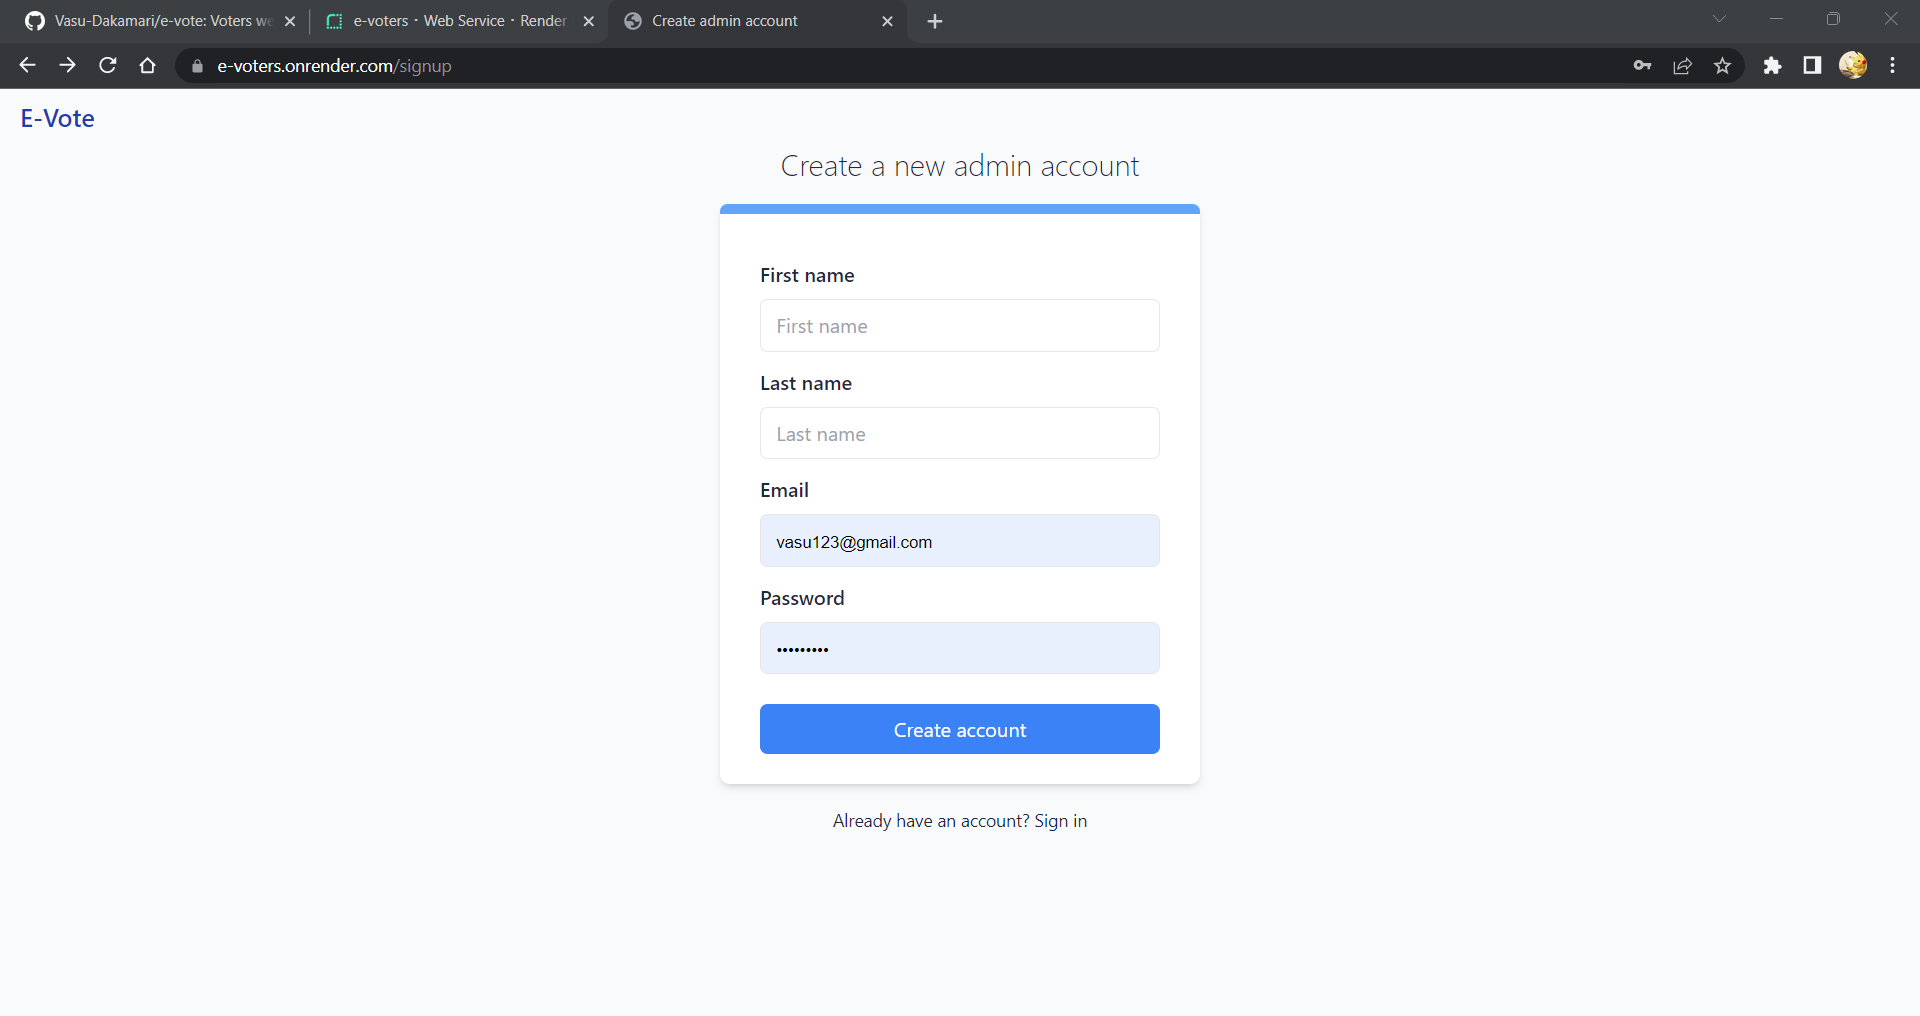 Vasu-Dakamari/e-vote: Voters we
e-voters · Web Service · Render
Create admin account
e-voters.onrender.com/signup
E-Vote
Create a new admin account
First name
First name
Last name
Last name
Email
vasu123@gmail.com
Password
•••••••••
Create account
Already have an account? Sign in